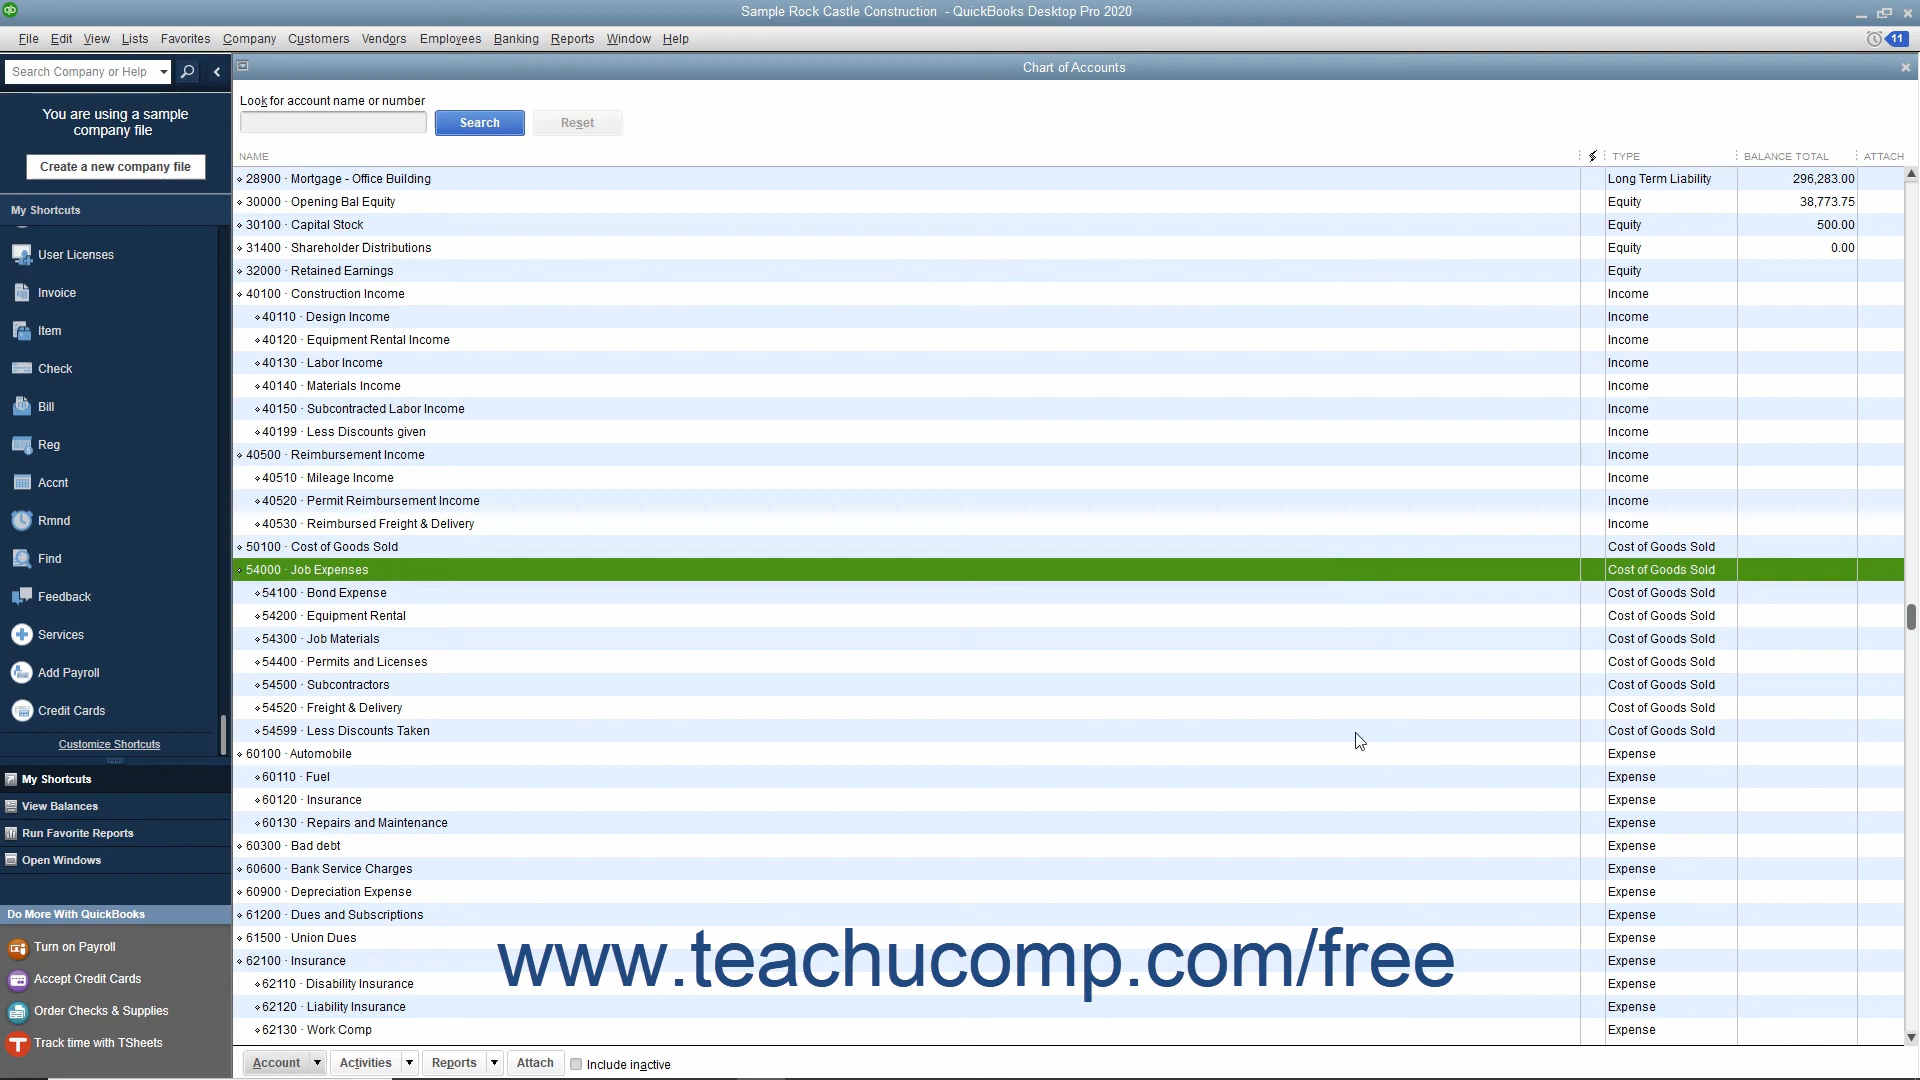 Sample Rock Castle Construction - QuickBooks Desktop Pro 2020
File Edit View Lists Favorites Company Customers Vendors Employees Banking Reports Window Help
11
Search Company or Help
Chart of Accounts
You are using a sample
company file
Create a new company file
My Shortcuts
User Licenses
Invoice
Item
Check
Bill
Reg
Accnt
Rmnd
Find
Feedback
Services
Add Payroll
Credit Cards
Customize Shortcuts
My Shortcuts
View Balances
Run Favorite Reports
Open Windows
Do More With QuickBooks
Turn on Payroll
Accept Credit Cards
Order Checks & Supplies
Track time with TSheets
Look for account name or number
Search Reset
NAME TYPE BALANCE TOTAL ATTACH
28900 · Mortgage - Office Building Long Term Liability 296,283.00
30000 · Opening Bal Equity Equity 38,773.75
30100 · Capital Stock Equity 500.00
31400 · Shareholder Distributions Equity 0.00
32000 · Retained Earnings Equity
40100 · Construction Income Income
40110 · Design Income Income
40120 · Equipment Rental Income Income
40130 · Labor Income Income
40140 · Materials Income Income
40150 · Subcontracted Labor Income Income
40199 · Less Discounts given Income
40500 · Reimbursement Income Income
40510 · Mileage Income Income
40520 · Permit Reimbursement Income Income
40530 · Reimbursed Freight & Delivery Income
50100 · Cost of Goods Sold Cost of Goods Sold
54000 · Job Expenses Cost of Goods Sold
54100 · Bond Expense Cost of Goods Sold
54200 · Equipment Rental Cost of Goods Sold
54300 · Job Materials Cost of Goods Sold
54400 · Permits and Licenses Cost of Goods Sold
54500 · Subcontractors Cost of Goods Sold
54520 · Freight & Delivery Cost of Goods Sold
54599 · Less Discounts Taken Cost of Goods Sold
60100 · Automobile Expense
60110 · Fuel Expense
60120 · Insurance Expense
60130 · Repairs and Maintenance Expense
60300 · Bad debt Expense
60600 · Bank Service Charges Expense
60900 · Depreciation Expense Expense
61200 · Dues and Subscriptions Expense
61500 · Union Dues Expense
62100 · Insurance Expense
62110 · Disability Insurance Expense
62120 · Liability Insurance Expense
62130 · Work Comp Expense
www.teachucomp.com/free
Account Activities Reports Attach Include inactive